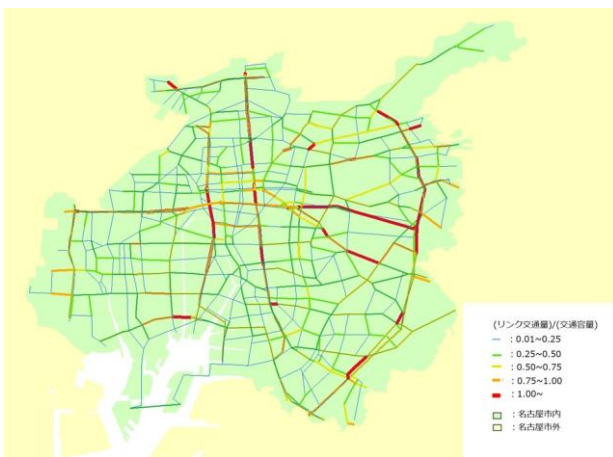 (リンク交通量)/(交通容量)
: 0.01~0.25
: 0.25~0.50
: 0.50~0.75
: 0.75~1.00
: 1.00~
: 名古屋市内
: 名古屋市外